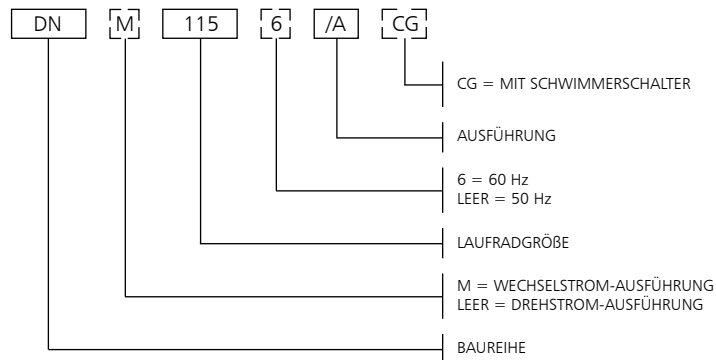 DN M 115 6 /A CG
CG = MIT SCHWIMMERSCHALTER
AUSFÜHRUNG
6 = 60 Hz
LEER = 50 Hz
LAUFRADGRÖßE
M = WECHSELSTROM-AUSFÜHRUNG
LEER = DREHSTROM-AUSFÜHRUNG
BAUREIHE